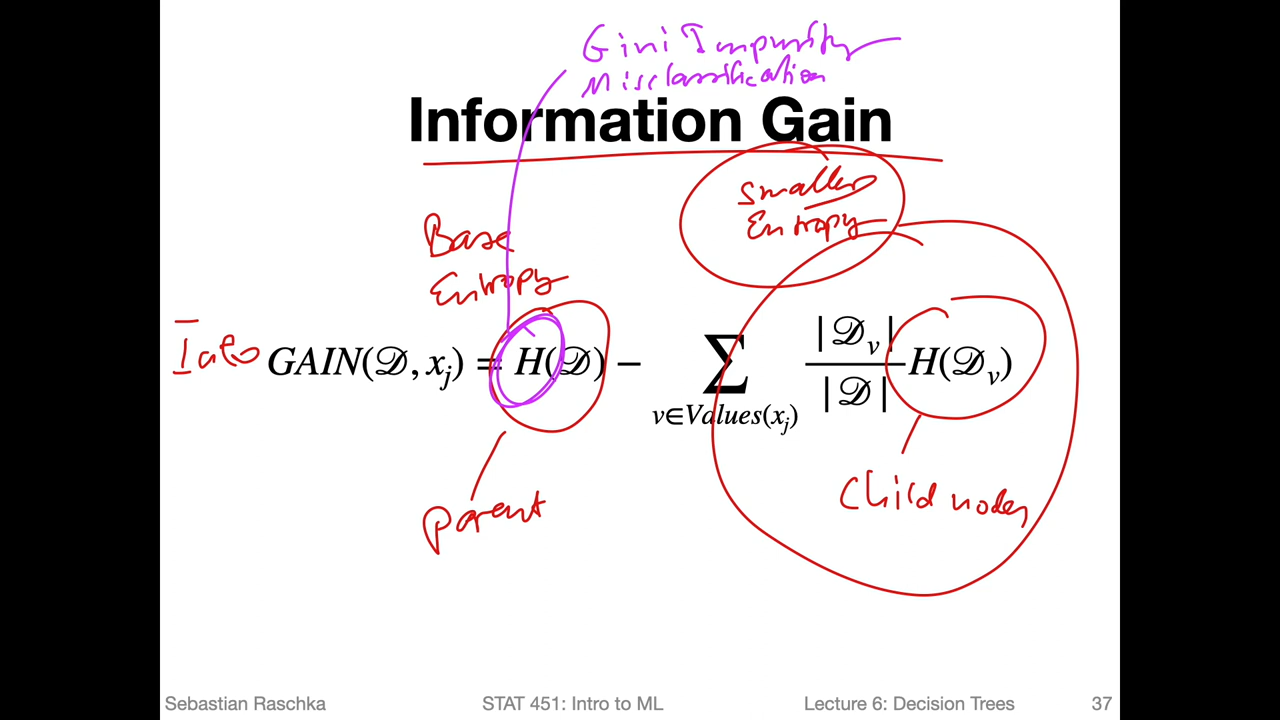 Gini Impurity
Misclassification
Information Gain
Smaller
Entropy
Base
Entropy
Info GAIN(𝒟, xⱼ) = H(𝒟) − ∑ v∈Values(xⱼ) |𝒟ᵥ| / |𝒟| H(𝒟ᵥ)
parent
Child nodes
Sebastian Raschka STAT 451: Intro to ML Lecture 6: Decision Trees 37